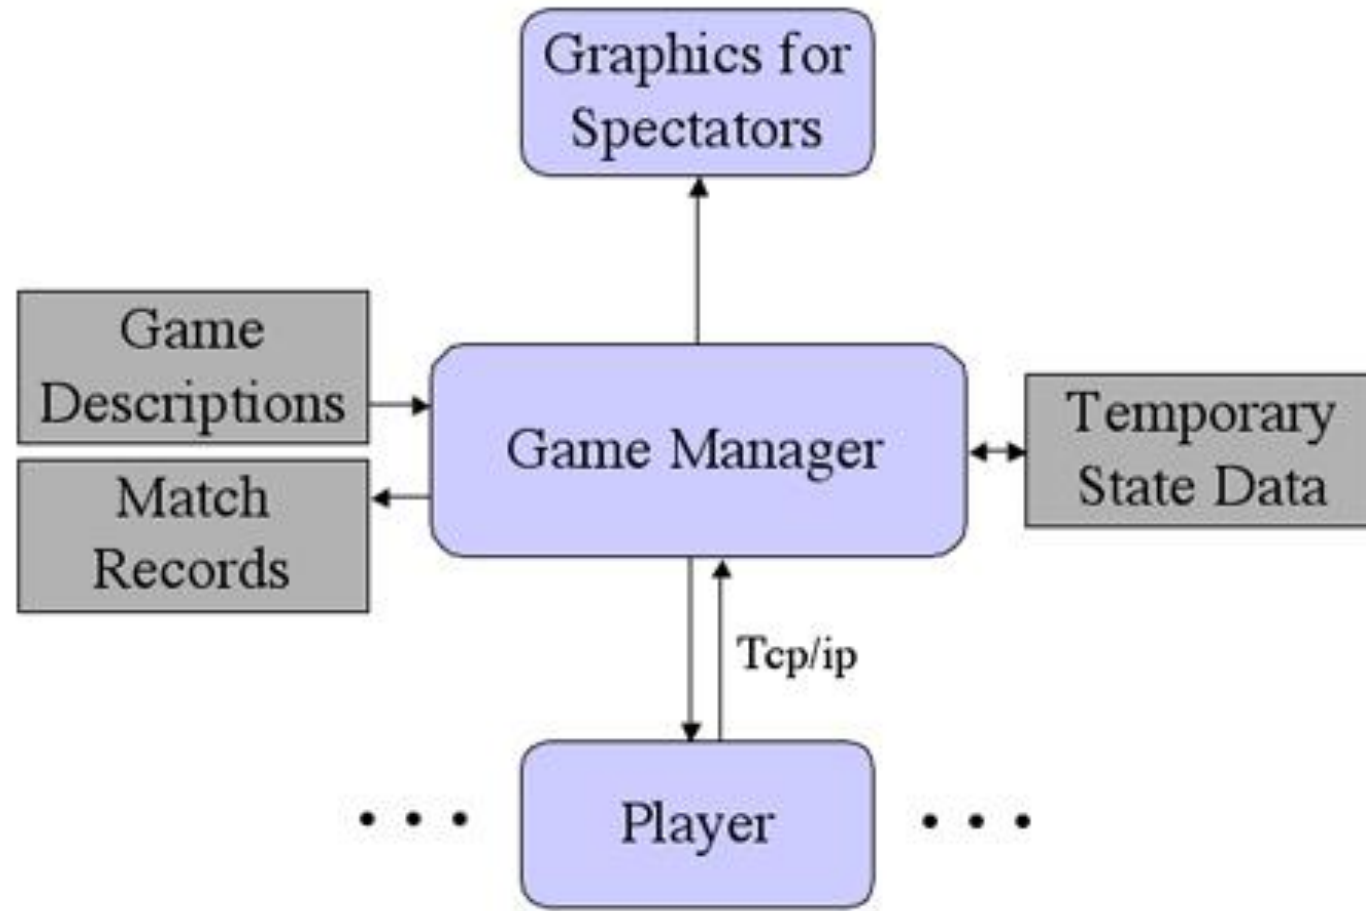 Graphics for
Spectators
Game
Descriptions
Match
Records
Game Manager
Temporary
State Data
Tcp/ip
• • •
Player
• • •